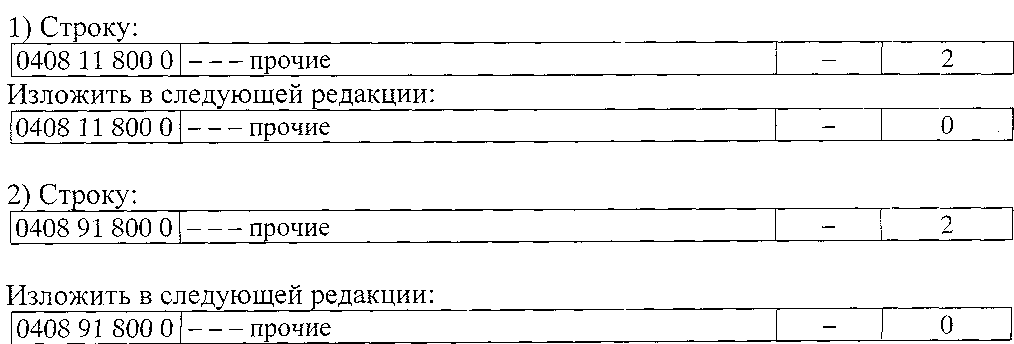 1) Строку:
0408 11 800 0 – – – прочие – 2
Изложить в следующей редакции:
0408 11 800 0 – – – прочие – 0
2) Строку:
0408 91 800 0 – – – прочие – 2
Изложить в следующей редакции:
0408 91 800 0 – – – прочие – 0